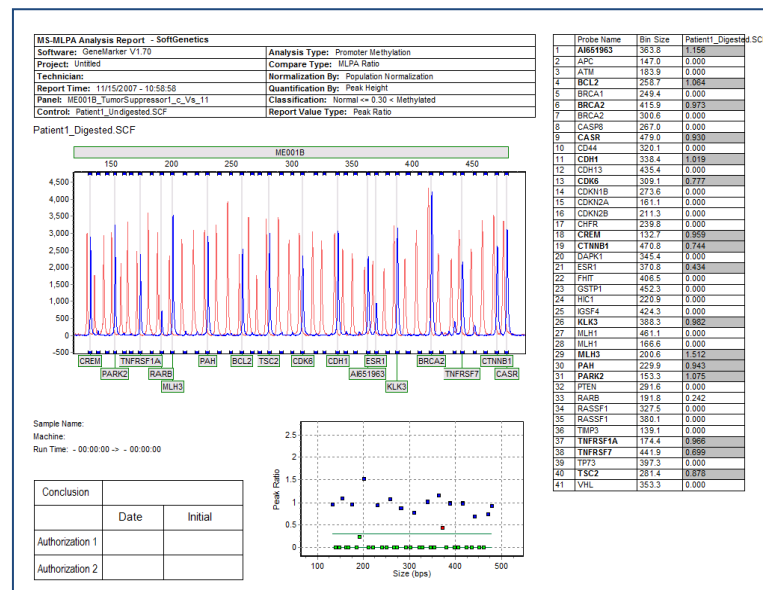 MS-MLPA Analysis Report - SoftGenetics
Software: GeneMarker V1.70 Analysis Type: Promoter Methylation
Project: Untitled Compare Type: MLPA Ratio
Technician: Normalization By: Population Normalization
Report Time: 11/15/2007 - 10:58:58 Quantification By: Peak Height
Panel: ME001B_TumorSuppressor1_c_Vs_11 Classification: Normal <= 0.30 < Methylated
Control: Patient1_Undigested.SCF Report Value Type: Peak Ratio
Patient1_Digested.SCF
ME001B
150 200 250 300 350 400 450
4,500
4,000
3,500
3,000
2,500
2,000
1,500
1,000
500
0
-500
CREM TNFRSF1A PAH BCL2 TSC2 CDK6 CDH1 ESR1 BRCA2 CTNNB1
PARK2 RARB AI651963 TNFRSF7 CASR
MLH3 KLK3
Sample Name:
Machine:
Run Time: - 00:00:00 -> - 00:00:00
Conclusion
Date Initial
Authorization 1
Authorization 2
Peak Ratio
2.5
2
1.5
1
0.5
0
100 200 300 400 500
Size (bps)
Probe Name Bin Size Patient1_Digested.SCF
1 AI651963 363.8 1.156
2 APC 147.0 0.000
3 ATM 183.9 0.000
4 BCL2 258.7 1.064
5 BRCA1 249.4 0.000
6 BRCA2 415.9 0.973
7 BRCA2 300.6 0.000
8 CASP8 267.0 0.000
9 CASR 479.0 0.930
10 CD44 320.1 0.000
11 CDH1 338.4 1.019
12 CDH13 435.4 0.000
13 CDK6 309.1 0.777
14 CDKN1B 273.6 0.000
15 CDKN2A 161.1 0.000
16 CDKN2B 211.3 0.000
17 CHFR 239.8 0.000
18 CREM 132.7 0.959
19 CTNNB1 470.8 0.744
20 DAPK1 345.4 0.000
21 ESR1 370.8 0.434
22 FHIT 406.5 0.000
23 GSTP1 452.3 0.000
24 HIC1 220.9 0.000
25 IGSF4 424.3 0.000
26 KLK3 388.3 0.982
27 MLH1 461.1 0.000
28 MLH1 166.6 0.000
29 MLH3 200.6 1.512
30 PAH 229.9 0.943
31 PARK2 153.3 1.075
32 PTEN 291.6 0.000
33 RARB 191.8 0.242
34 RASSF1 327.5 0.000
35 RASSF1 380.1 0.000
36 TIMP3 139.1 0.000
37 TNFRSF1A 174.4 0.966
38 TNFRSF7 441.9 0.699
39 TP73 397.3 0.000
40 TSC2 281.4 0.878
41 VHL 353.3 0.000